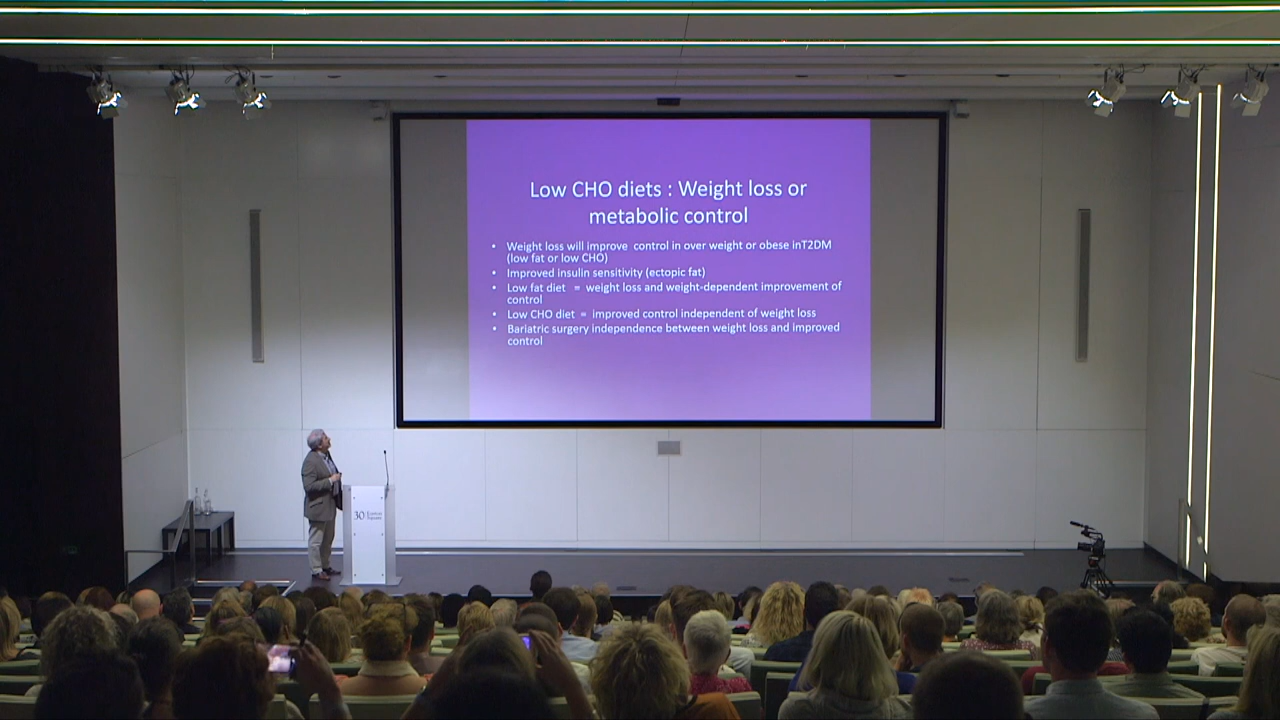 Low CHO diets : Weight loss or
metabolic control
• Weight loss will improve control in over weight or obese inT2DM
(low fat or low CHO)
• Improved insulin sensitivity (ectopic fat)
• Low fat diet = weight loss and weight-dependent improvement of
control
• Low CHO diet = improved control independent of weight loss
• Bariatric surgery independence between weight loss and improved
control
30 Euston
Square